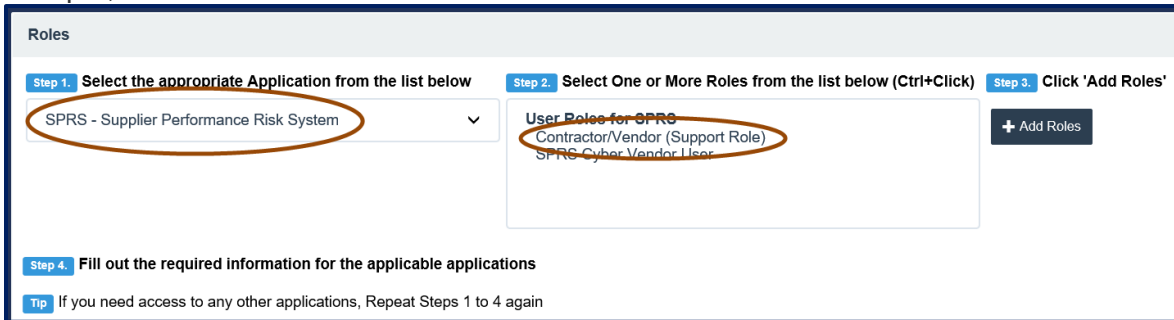 Roles
Step 1. Select the appropriate Application from the list below
Step 2. Select One or More Roles from the list below (Ctrl+Click)
Step 3. Click 'Add Roles'
SPRS - Supplier Performance Risk System
User Roles for SPRS
Contractor/Vendor (Support Role)
SPRS Cyber Vendor User
+ Add Roles
Step 4. Fill out the required information for the applicable applications
Tip If you need access to any other applications, Repeat Steps 1 to 4 again